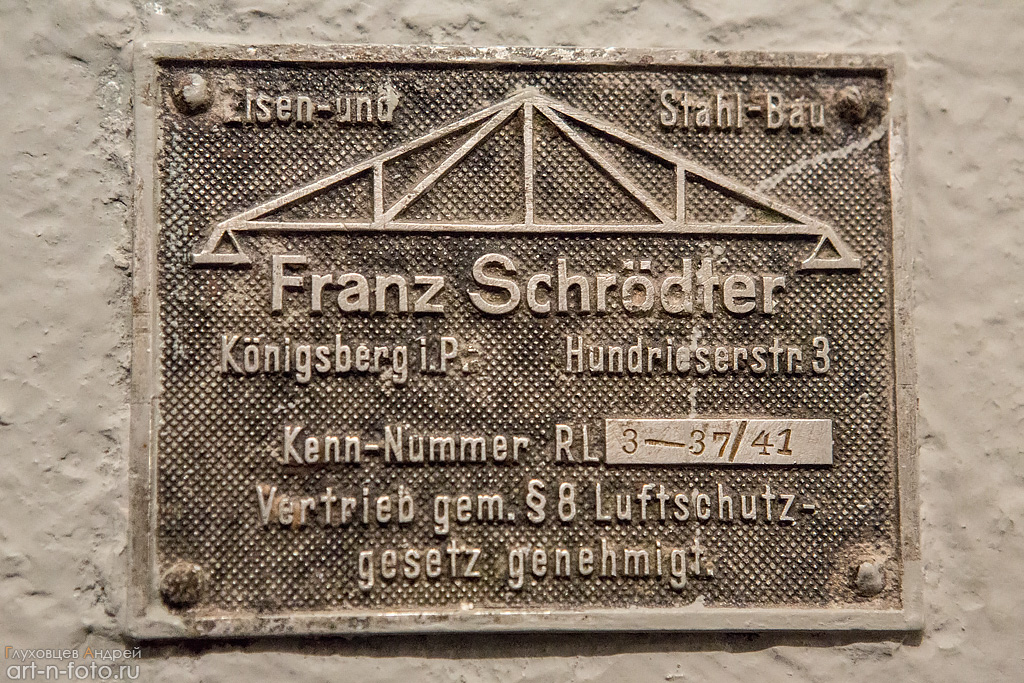 Eisen-und Stahl-Bau
Franz Schrödter
Königsberg i.P. Hundrieserstr. 3
Kenn-Nummer RL 3-37/41
Vertrieb gem. § 8 Luftschutz-
gesetz genehmigt.
Глуховцев Андрей
art-n-foto.ru